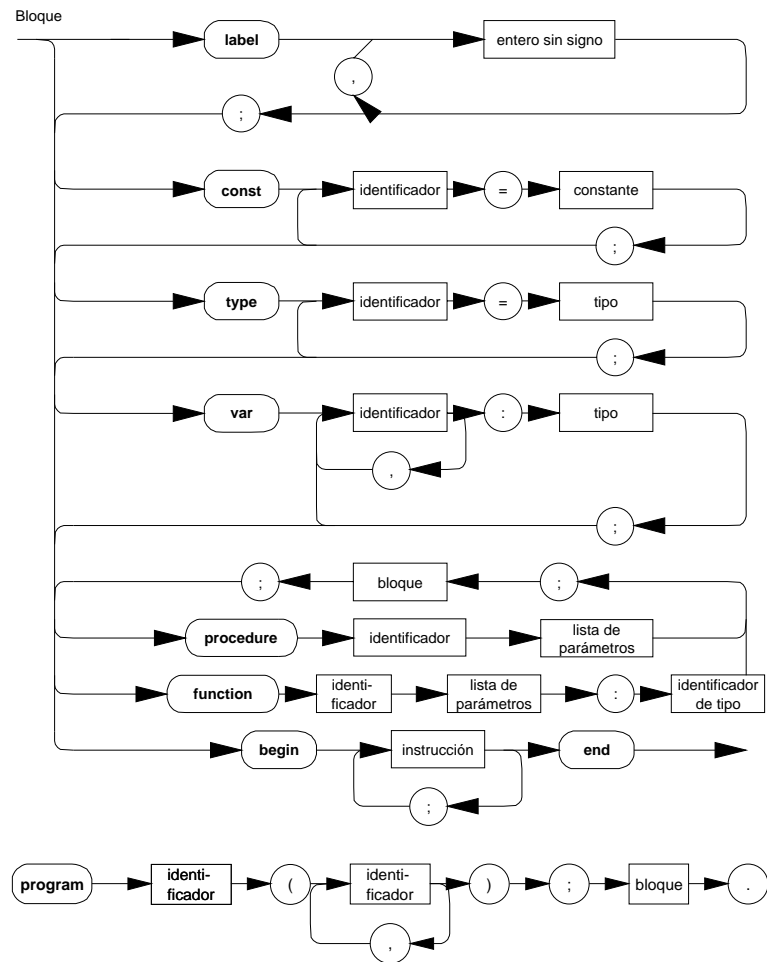 Bloque
label
entero sin signo
,
;
const
identificador
=
constante
;
type
identificador
=
tipo
;
var
identificador
:
tipo
,
;
;
bloque
;
procedure
identificador
lista de
parámetros
function
identi-
ficador
lista de
parámetros
:
identificador
de tipo
begin
instrucción
end
;
program
identi-
ficador
(
identi-
ficador
)
;
bloque
.
,